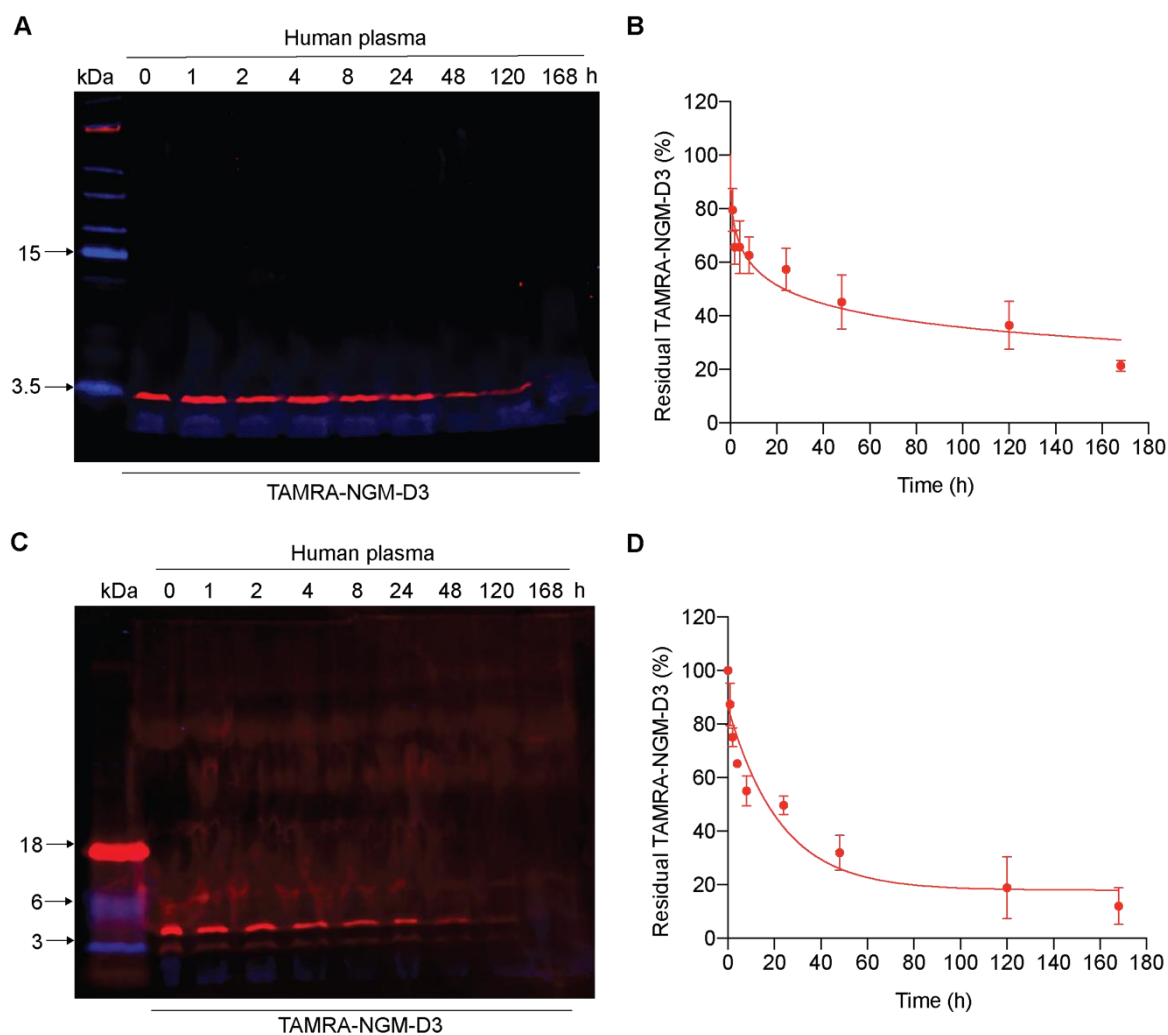 A
Human plasma
kDa 0 1 2 4 8 24 48 120 168 h
15
3.5
TAMRA-NGM-D3
B
120
100
80
60
40
20
0
Residual TAMRA-NGM-D3 (%)
0 20 40 60 80 100 120 140 160 180
Time (h)
C
Human plasma
kDa 0 1 2 4 8 24 48 120 168 h
18
6
3
TAMRA-NGM-D3
D
120
100
80
60
40
20
0
Residual TAMRA-NGM-D3 (%)
0 20 40 60 80 100 120 140 160 180
Time (h)